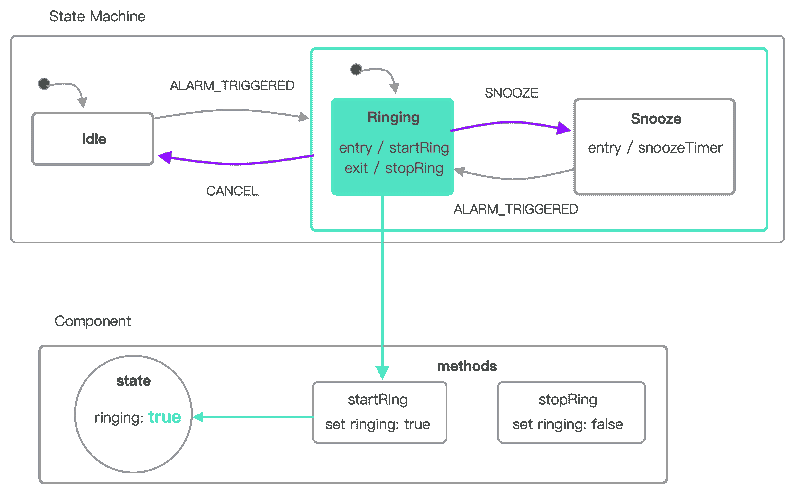 State Machine
ALARM_TRIGGERED
Idle
CANCEL
Ringing
entry / startRing
exit / stopRing
SNOOZE
Snooze
entry / snoozeTimer
ALARM_TRIGGERED
Component
state
ringing: true
methods
startRing
set ringing: true
stopRing
set ringing: false